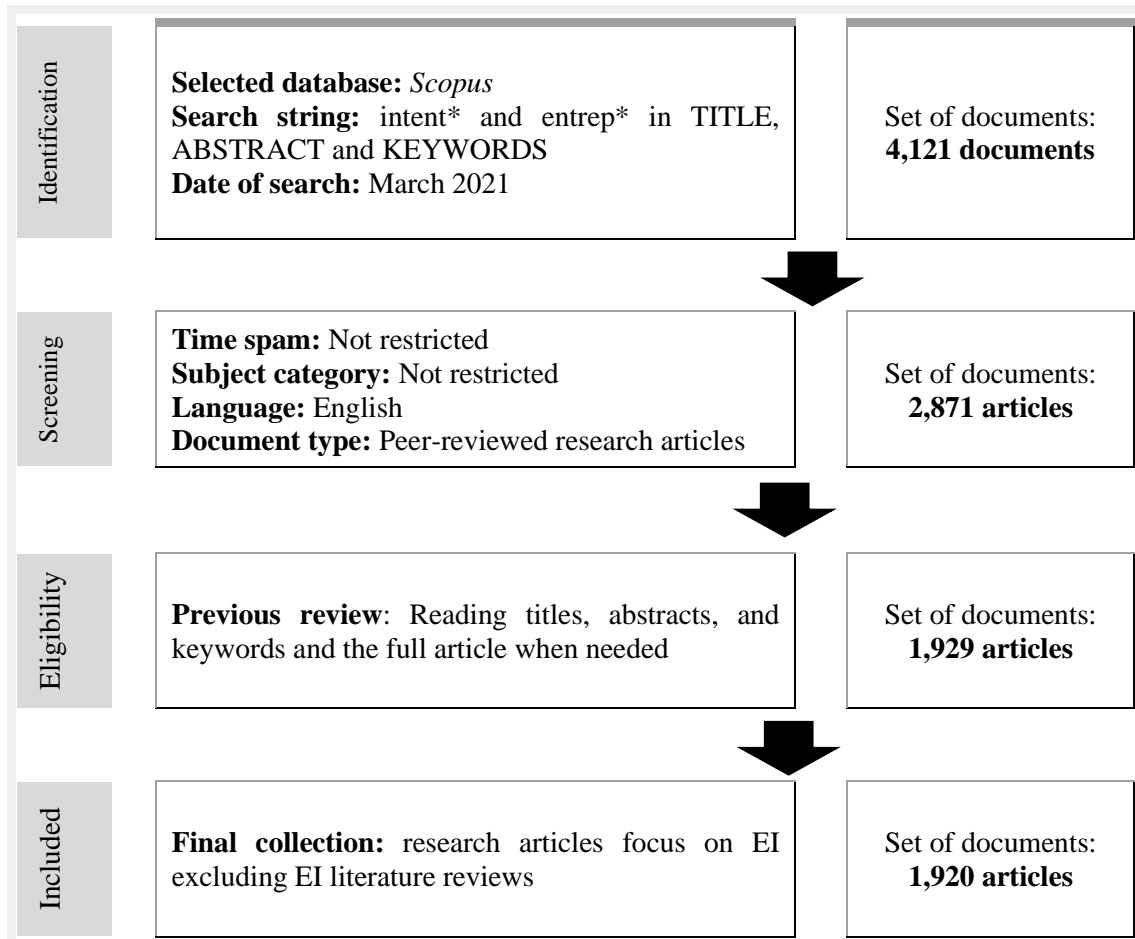 Identification
Selected database: Scopus
Search string: intent* and entrep* in TITLE,
ABSTRACT and KEYWORDS
Date of search: March 2021
Set of documents:
4,121 documents
Screening
Time spam: Not restricted
Subject category: Not restricted
Language: English
Document type: Peer-reviewed research articles
Set of documents:
2,871 articles
Eligibility
Previous review: Reading titles, abstracts, and
keywords and the full article when needed
Set of documents:
1,929 articles
Included
Final collection: research articles focus on EI
excluding EI literature reviews
Set of documents:
1,920 articles